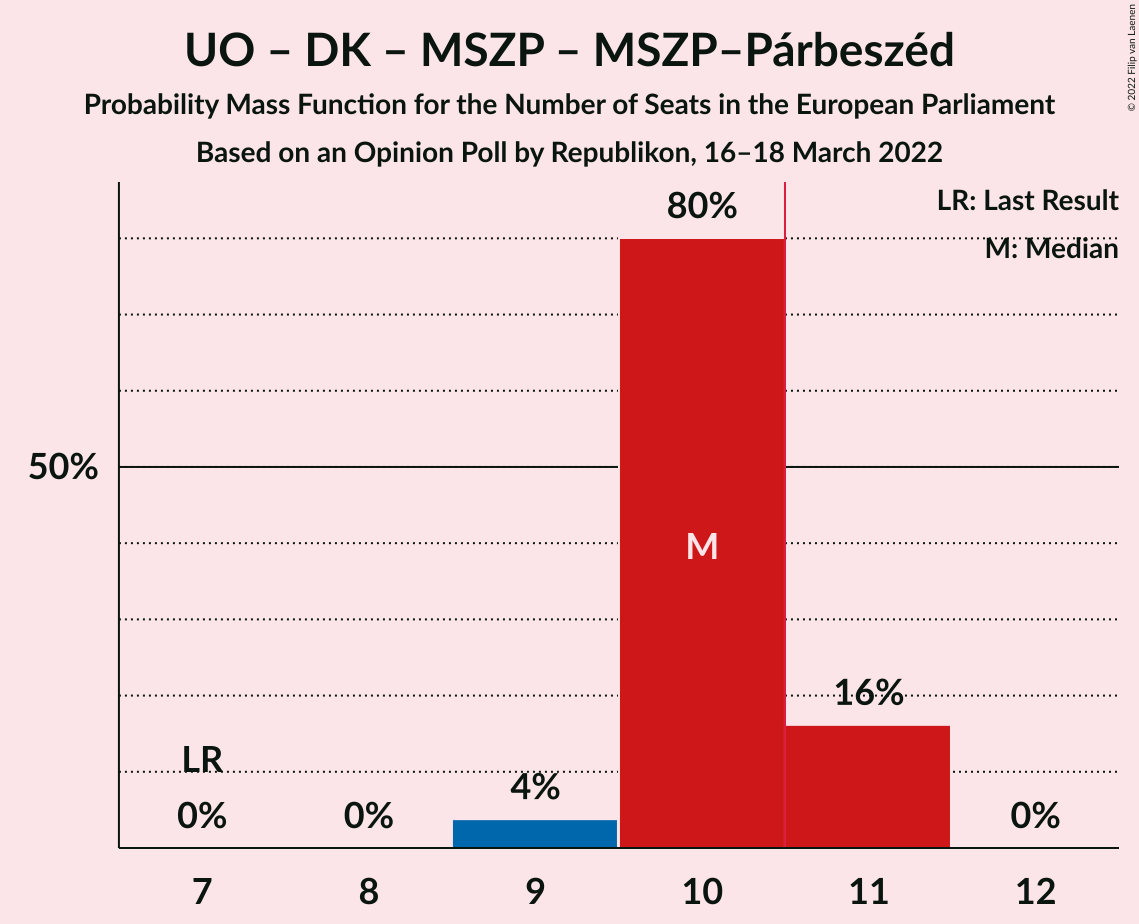 UO – DK – MSZP – MSZP–Párbeszéd
Probability Mass Function for the Number of Seats in the European Parliament
Based on an Opinion Poll by Republikon, 16–18 March 2022
© 2022 Filip van Laenen
LR: Last Result
M: Median
80%
50%
M
16%
LR
4%
0%
0%
0%
7
8
9
10
11
12